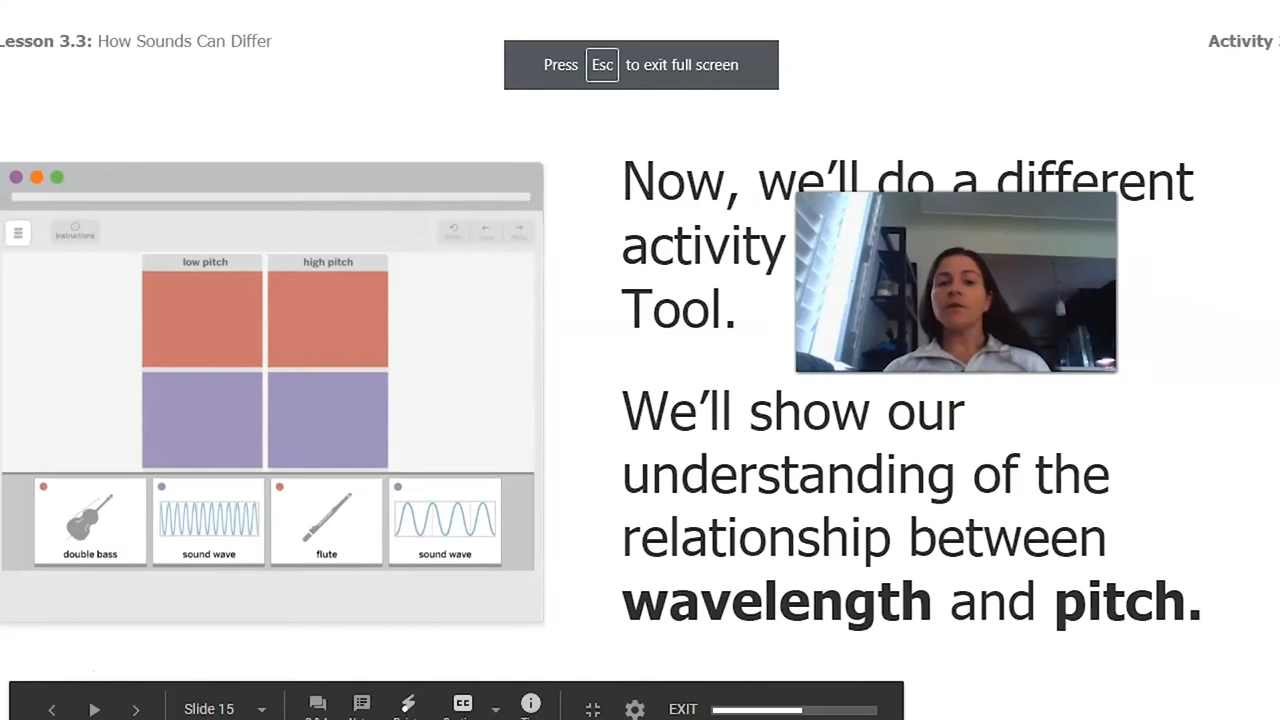 Lesson 3.3: How Sounds Can Differ
Activity
Press Esc to exit full screen
Now, we'll do a different
activity
Tool.
We'll show our
understanding of the
relationship between
wavelength and pitch.
Instructions
low pitch high pitch
double bass sound wave flute sound wave
Slide 15 EXIT
CC